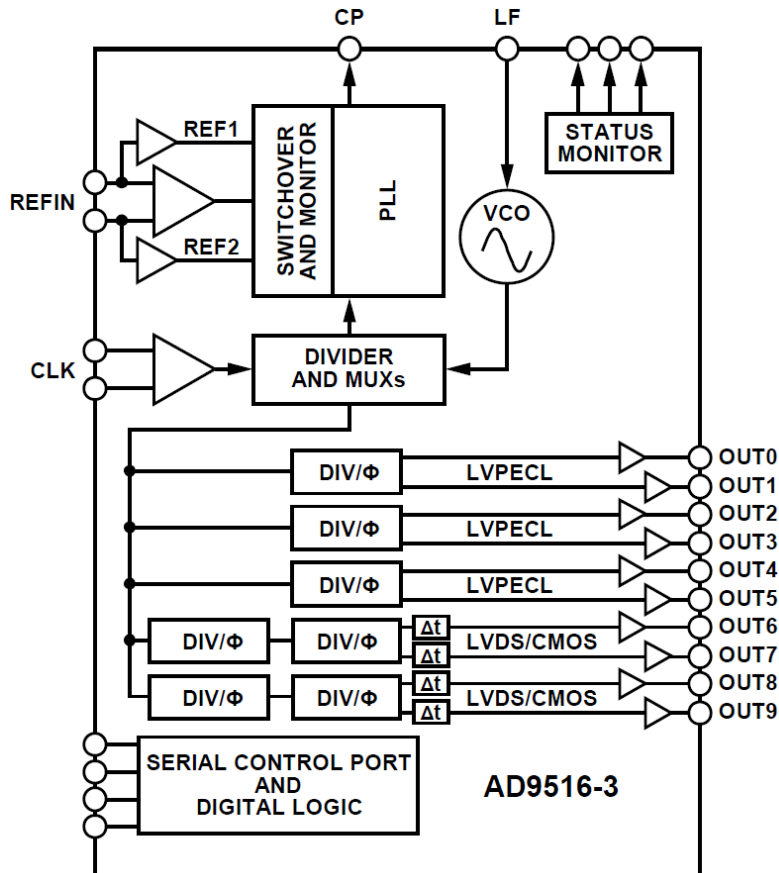 CP
LF
REF1
SWITCHOVER
AND MONITOR
PLL
STATUS
MONITOR
REFIN
VCO
REF2
CLK
DIVIDER
AND MUXs
DIV/Φ
LVPECL
OUT0
OUT1
DIV/Φ
LVPECL
OUT2
OUT3
DIV/Φ
LVPECL
OUT4
OUT5
DIV/Φ
DIV/Φ
Δt
Δt
LVDS/CMOS
OUT6
OUT7
DIV/Φ
DIV/Φ
Δt
Δt
LVDS/CMOS
OUT8
OUT9
SERIAL CONTROL PORT
AND
DIGITAL LOGIC
AD9516-3